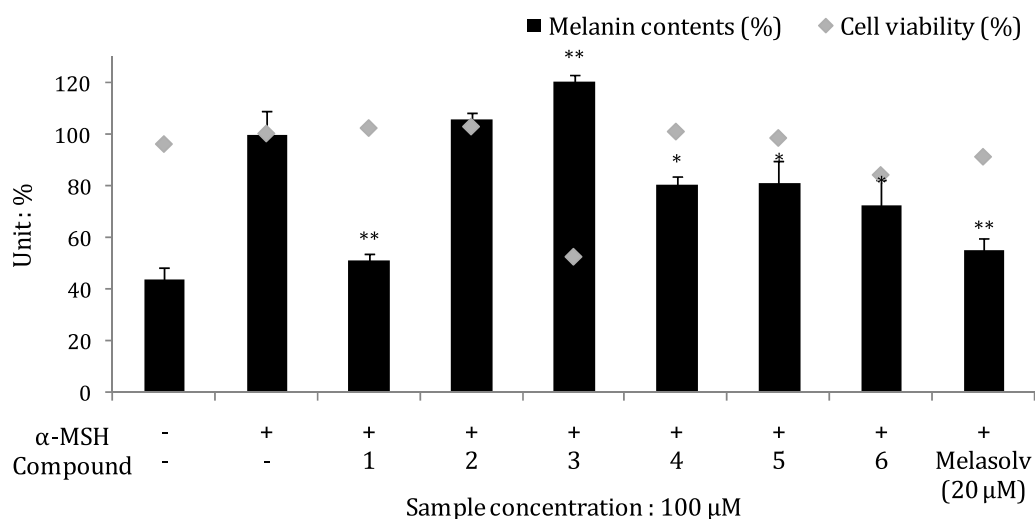 Melanin contents (%) Cell viability (%)
Unit : %
120
100
80
60
40
20
0
** ** * * * **
α-MSH - + + + + + + + +
Compound - - 1 2 3 4 5 6 Melasolv
(20 μM)
Sample concentration : 100 μM